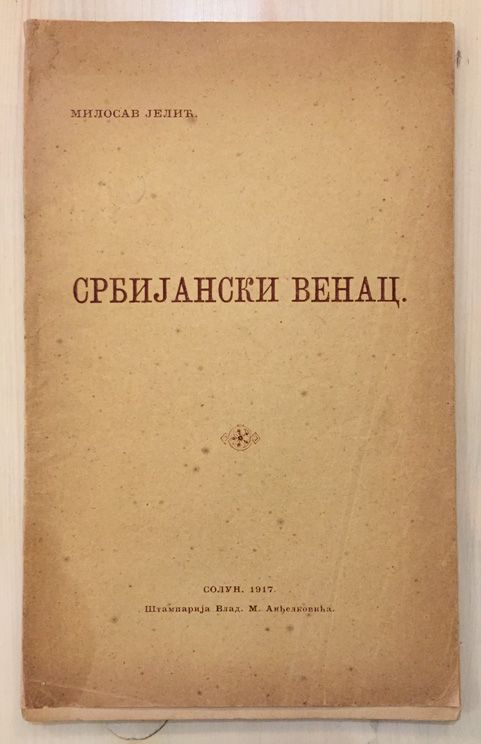 МИЛОСАВ ЈЕЛИЋ.
СРБИЈАНСКИ ВЕНАЦ.
СОЛУН, 1917.
Штампарија Влад. М. Анђелковића.